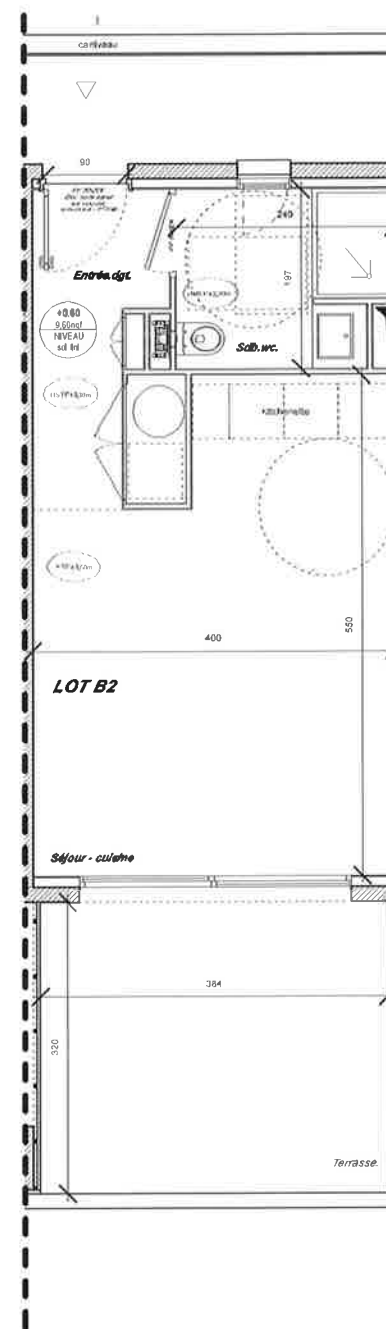 caniveau
90
240
197
Entrée.dgt.
+0.60
9,60ngf
NIVEAU
sol fini
Sdb.wc.
Kitchenette
550
400
LOT B2
Séjour - cuisine
384
320
Terrasse.